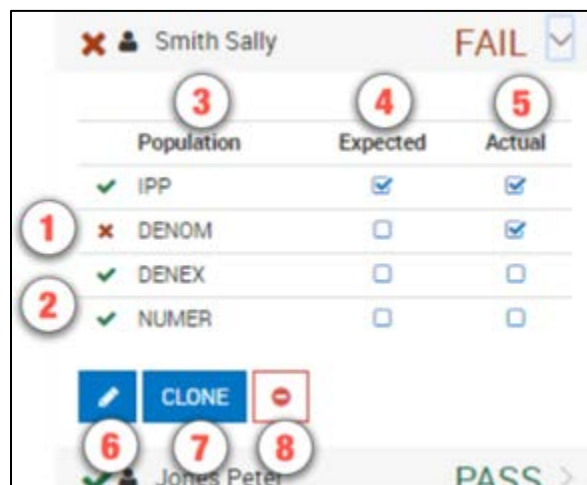 Smith Sally FAIL
3 4 5
Population Expected Actual
IPP
1 DENOM
DENEX
2
NUMER
CLONE
6 7 8
Jones Peter PASS